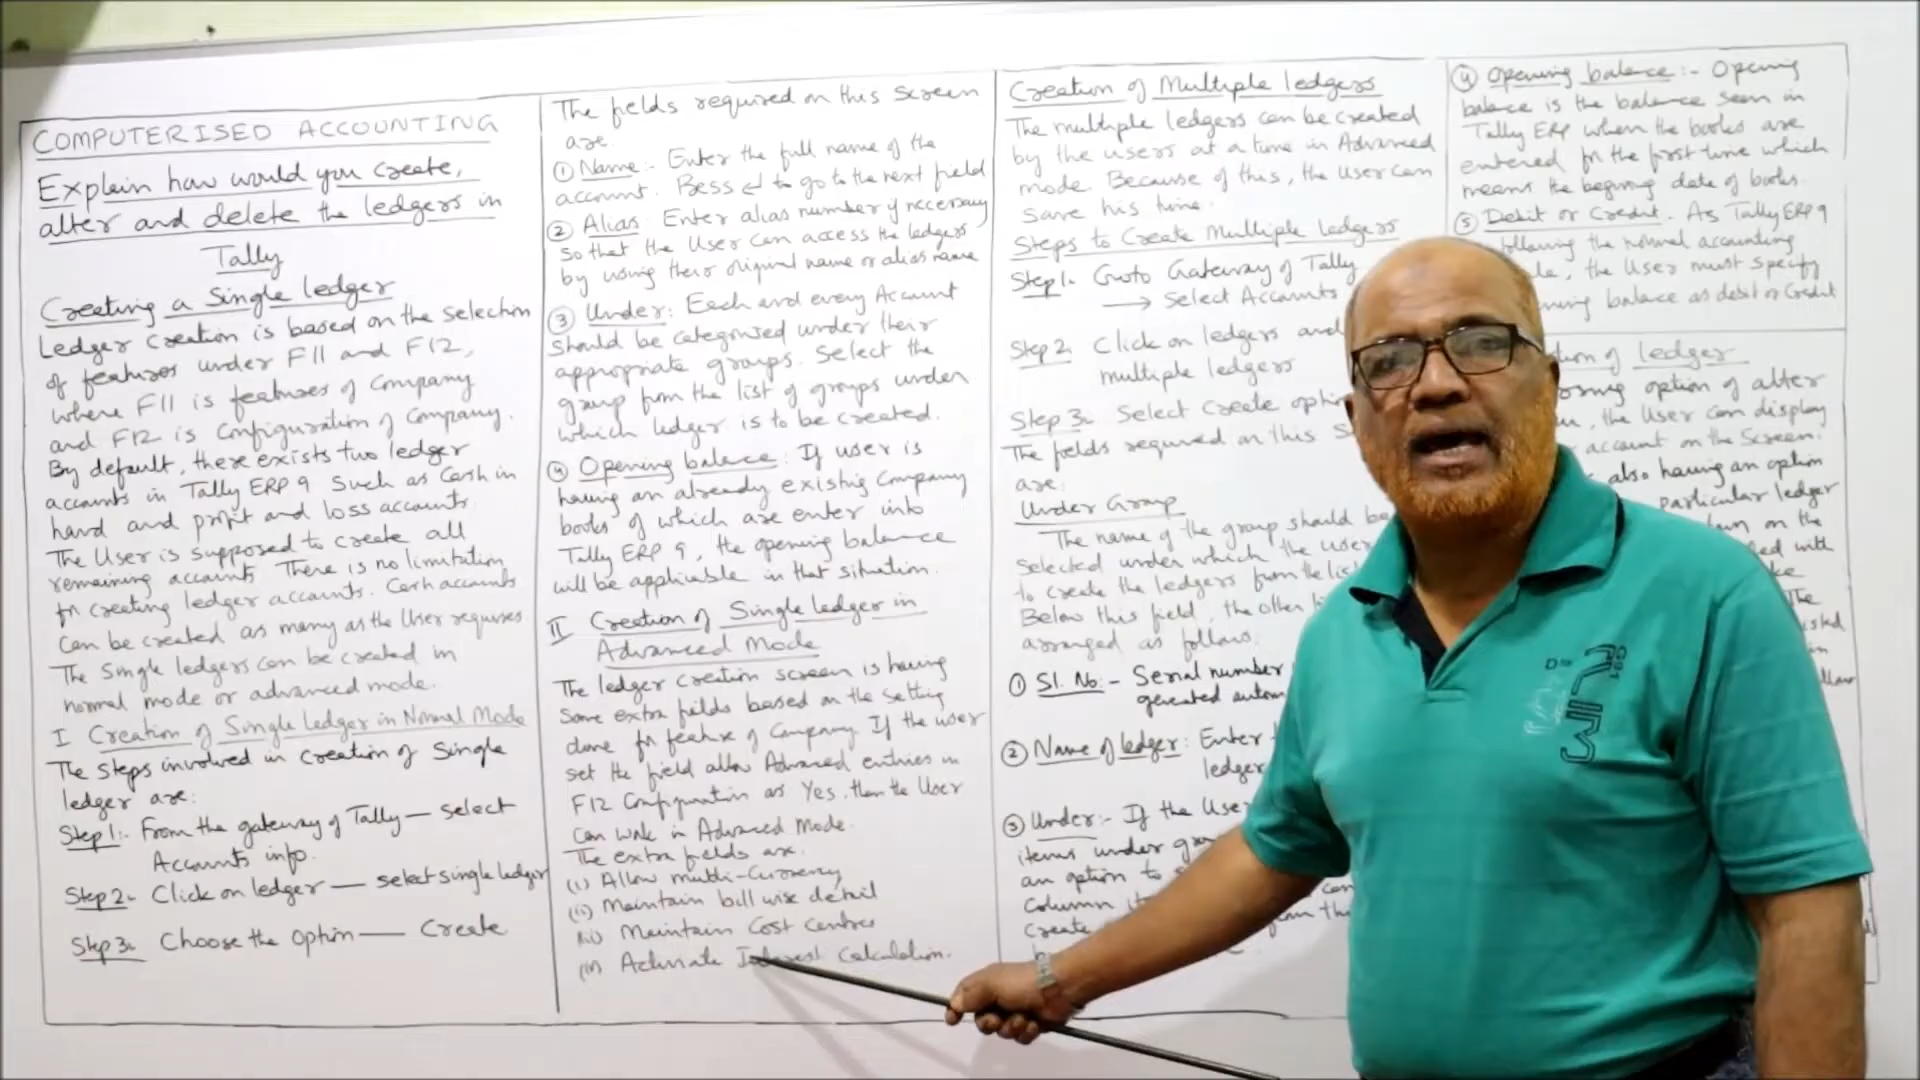 COMPUTERISED ACCOUNTING
Explain how would you create,
alter and delete the ledgers in
Tally
Creating a Single ledger
Ledger creation is based on the selection
of features under F11 and F12,
where F11 is features of Company
and F12 is Configuration of Company.
By default, there exists two ledger
accounts in Tally ERP 9 such as Cash in
hand and profit and loss accounts
The User is supposed to create all
remaining accounts There is no limitation
for creating ledger accounts. Cash accounts
can be created as many as the User requires
The Single ledgers can be created in
normal mode or advanced mode.
I Creation of Single ledger in Normal Mode
The steps involved in creation of Single
ledger are:
Step 1:- From the gateway of Tally — select
Accounts info.
Step 2:- Click on ledger — select single ledger
Step 3:- Choose the option — Create
The fields required on this screen
are.
① Name:- Enter the full name of the
account. Press ↵ to go to the next field
② Alias Enter alias number if necessary
so that the User can access the ledgers
by using their original name or alias name
③ Under: Each and every Account
should be categorised under their
appropriate groups. Select the
group from the list of groups under
which ledger is to be created.
④ Opening balance: If user is
having an already existing Company
books of which are enter into
Tally ERP 9, the opening balance
will be applicable in that situation.
II Creation of Single ledger in
Advanced Mode
The ledger creation screen is having
some extra fields based on the setting
done for feature of Company. If the user
set the field allow Advanced entries in
F12 Configuration as Yes, then the User
can work in Advanced Mode.
The extra fields are.
(i) Allow multi-currency
(ii) Maintain bill wise detail
(iii) Maintain Cost centres
(iv) Activate Interest Calculation.
Creation of Multiple ledgers
The multiple ledgers can be created
by the users at a time in Advanced
mode. Because of this, the User can
save his time.
Steps to Create Multiple ledgers
Step 1. Goto Gateway of Tally
→ Select Accounts
Step 2. Click on ledgers and
multiple ledgers
Step 3. Select Create
The fields required on this
are.
Under Group
The name of the group should be
selected under which the user
to create the ledgers from the list
Below this field, the other
arranged as follows.
① Sl. No:- Serial number
generated
② Name of ledger: Enter
ledger
③ Under:- If the User
items under
an option to
column
create
④ Opening balance:- Opening
balance is the balance seen in
Tally ERP when the books are
entered for the first time which
means the begining date of books.
⑤ Debit or Credit. As Tally ERP 9
following the normal accounting
the User must specify
balance as debit or Credit
of ledger
option of alter
the User can display
account on the Screen.
also having an option
particular ledger
on the
with
The
in